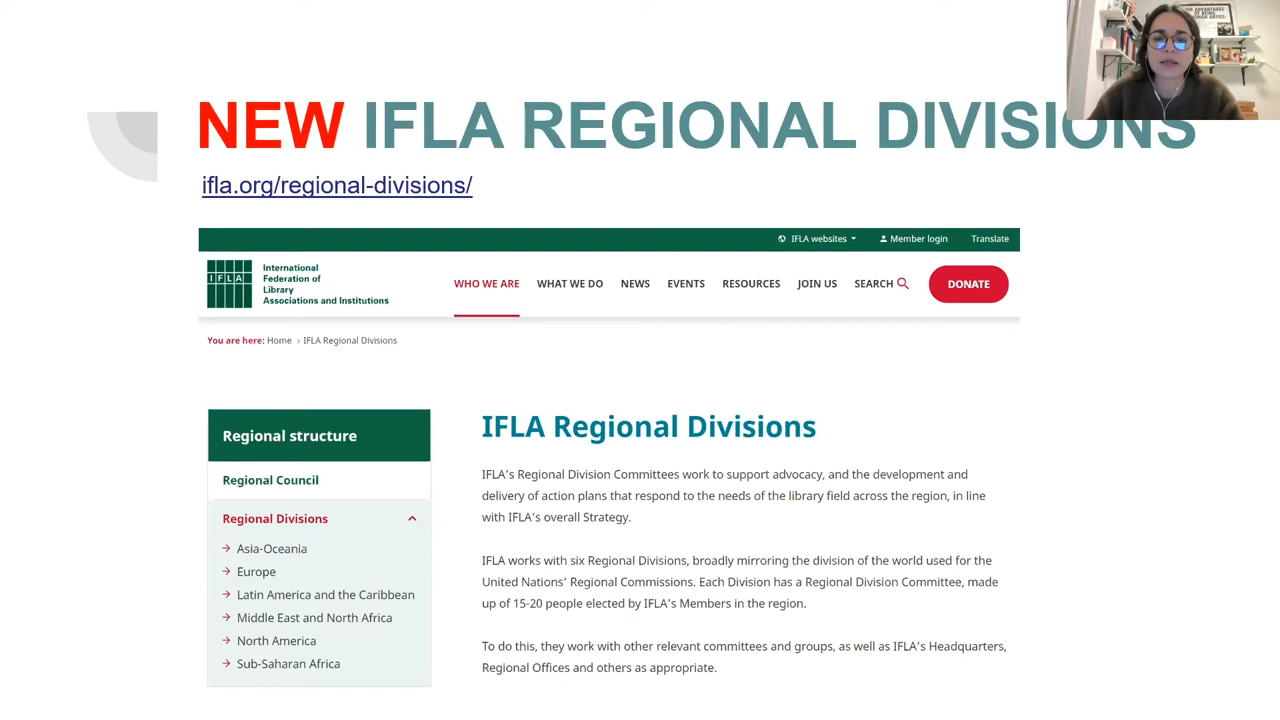 THE ADVANTAGES
OF BEING
NEW IFLA REGIONAL DIVISIONS
ifla.org/regional-divisions/
IFLA websites Member login Translate
IFLA
International
Federation of
Library
Associations and Institutions
WHO WE ARE WHAT WE DO NEWS EVENTS RESOURCES JOIN US SEARCH DONATE
You are here: Home › IFLA Regional Divisions
Regional structure
Regional Council
Regional Divisions
Asia-Oceania
Europe
Latin America and the Caribbean
Middle East and North Africa
North America
Sub-Saharan Africa
IFLA Regional Divisions
IFLA's Regional Division Committees work to support advocacy, and the development and
delivery of action plans that respond to the needs of the library field across the region, in line
with IFLA's overall Strategy.
IFLA works with six Regional Divisions, broadly mirroring the division of the world used for the
United Nations' Regional Commissions. Each Division has a Regional Division Committee, made
up of 15-20 people elected by IFLA's Members in the region.
To do this, they work with other relevant committees and groups, as well as IFLA's Headquarters,
Regional Offices and others as appropriate.